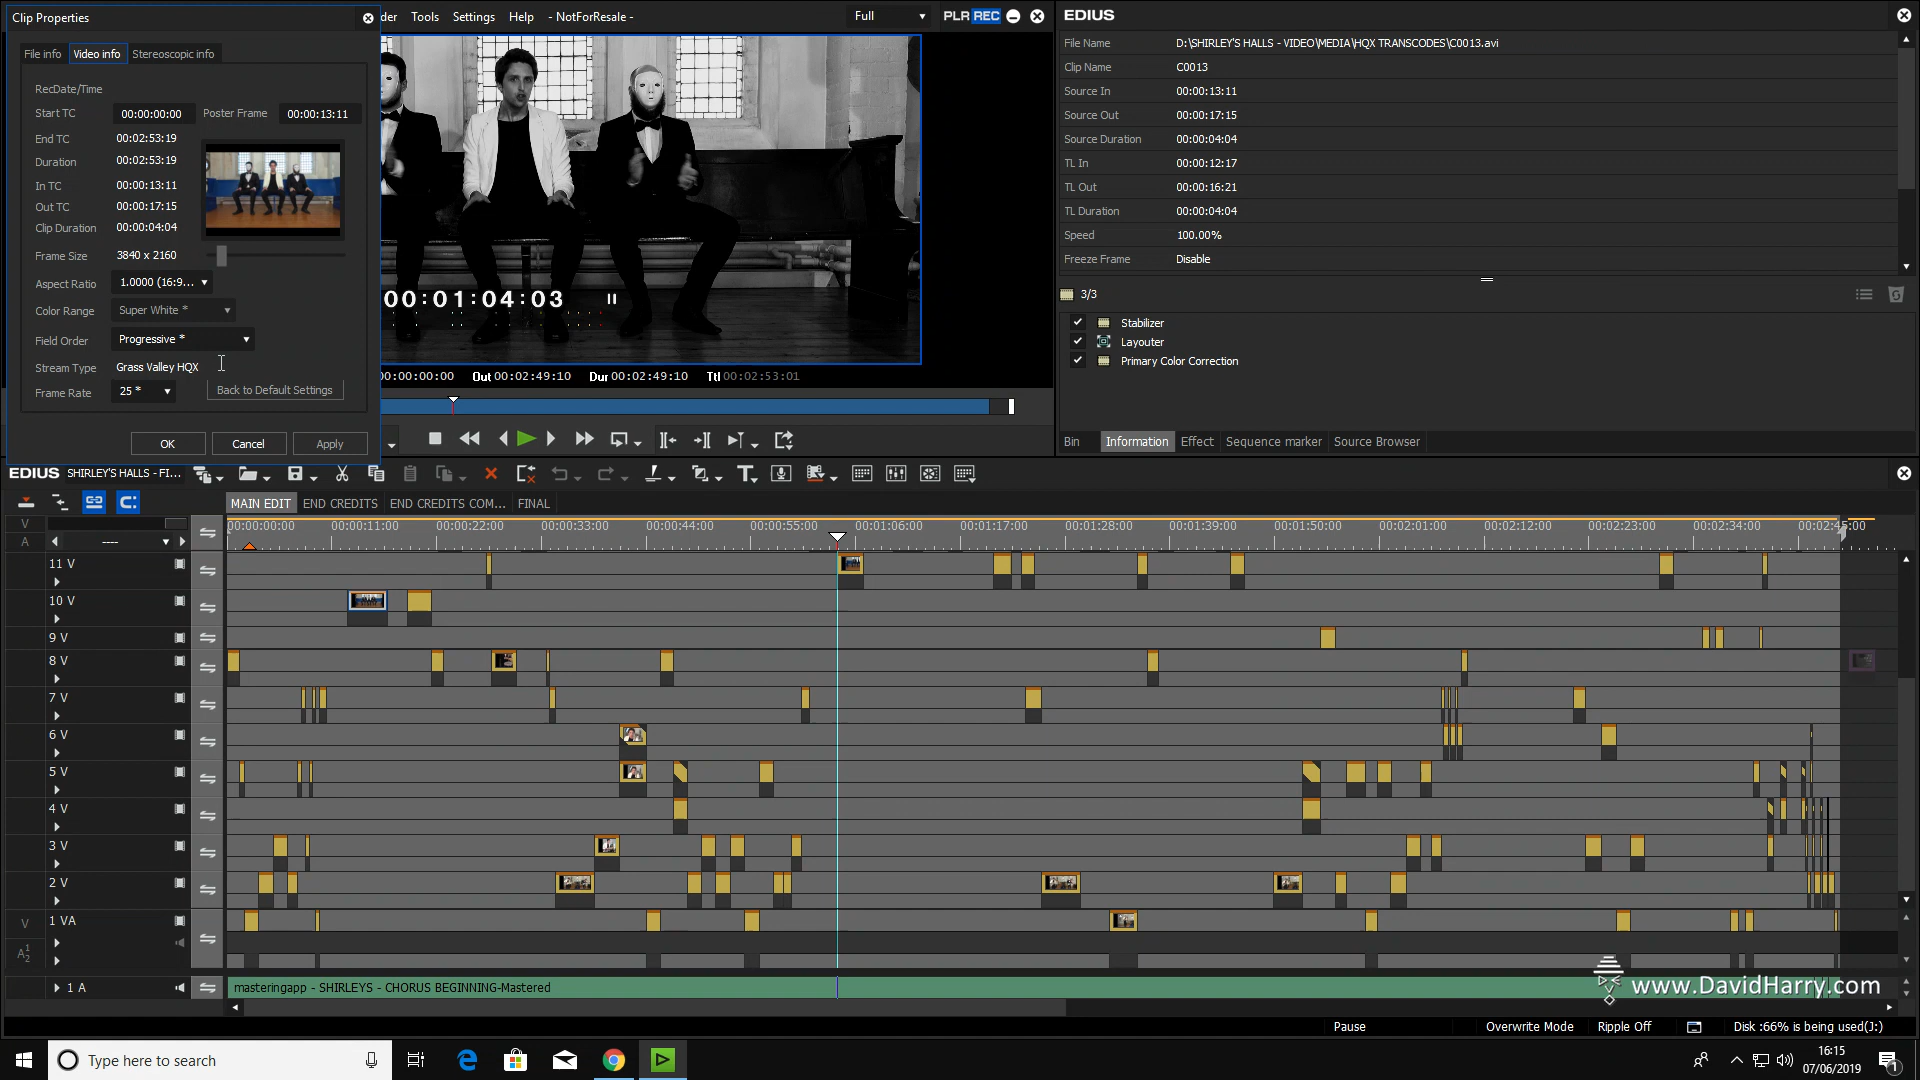 Clip Properties
der Tools Settings Help - NotForResale - Full PLR REC
EDIUS
File info Video info Stereoscopic info
RecDate/Time
Start TC 00:00:00:00 Poster Frame 00:00:13:11
End TC 00:02:53:19
Duration 00:02:53:19
In TC 00:00:13:11
Out TC 00:00:17:15
Clip Duration 00:00:04:04
Frame Size 3840 x 2160
Aspect Ratio 1.0000 (16:9...
Color Range Super White *
Field Order Progressive *
Stream Type Grass Valley HQX
Frame Rate 25 * Back to Default Settings
OK Cancel Apply
00:01:04:03
00:00:00:00 Out 00:02:49:10 Dur 00:02:49:10 Ttl 00:02:53:01
File Name D:\SHIRLEY'S HALLS - VIDEO\MEDIA\HQX TRANSCODES\C0013.avi
Clip Name C0013
Source In 00:00:13:11
Source Out 00:00:17:15
Source Duration 00:00:04:04
TL In 00:00:12:17
TL Out 00:00:16:21
TL Duration 00:00:04:04
Speed 100.00%
Freeze Frame Disable
3/3
Stabilizer
Layouter
Primary Color Correction
Bin Information Effect Sequence marker Source Browser
EDIUS SHIRLEY'S HALLS - FI...
MAIN EDIT END CREDITS END CREDITS COM... FINAL
V
A ----
00:00:00:00 00:00:11:00 00:00:22:00 00:00:33:00 00:00:44:00 00:00:55:00 00:01:06:00 00:01:17:00 00:01:28:00 00:01:39:00 00:01:50:00 00:02:01:00 00:02:12:00 00:02:23:00 00:02:34:00 00:02:45:00
11 V
10 V
9 V
8 V
7 V
6 V
5 V
4 V
3 V
2 V
V 1 VA
A1
2
1 A masteringapp - SHIRLEYS - CHORUS BEGINNING-Mastered
www.DavidHarry.com
Pause Overwrite Mode Ripple Off Disk :66% is being used(J:)
Type here to search
16:15
07/06/2019
1